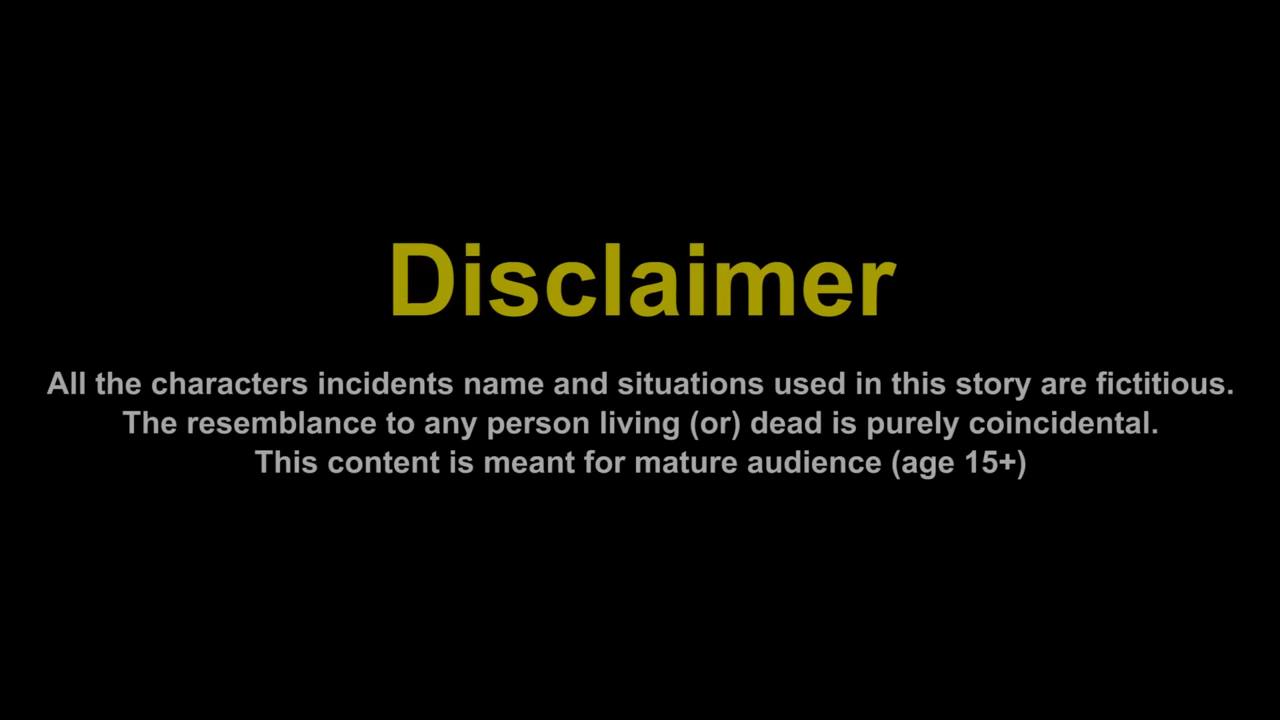 Disclaimer
All the characters incidents name and situations used in this story are fictitious.
The resemblance to any person living (or) dead is purely coincidental.
This content is meant for mature audience (age 15+)